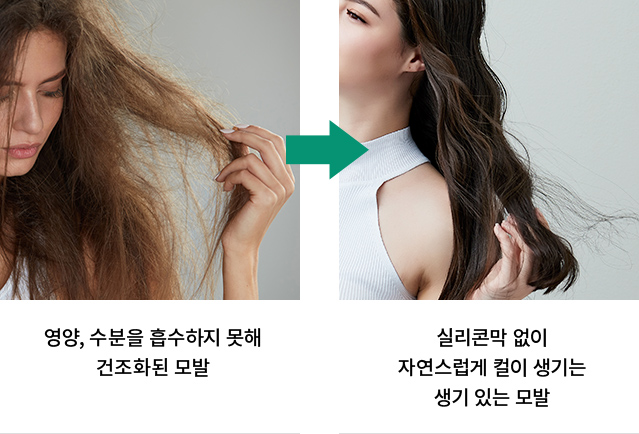 영양, 수분을 흡수하지 못해
건조화된 모발
실리콘막 없이
자연스럽게 컬이 생기는
생기 있는 모발